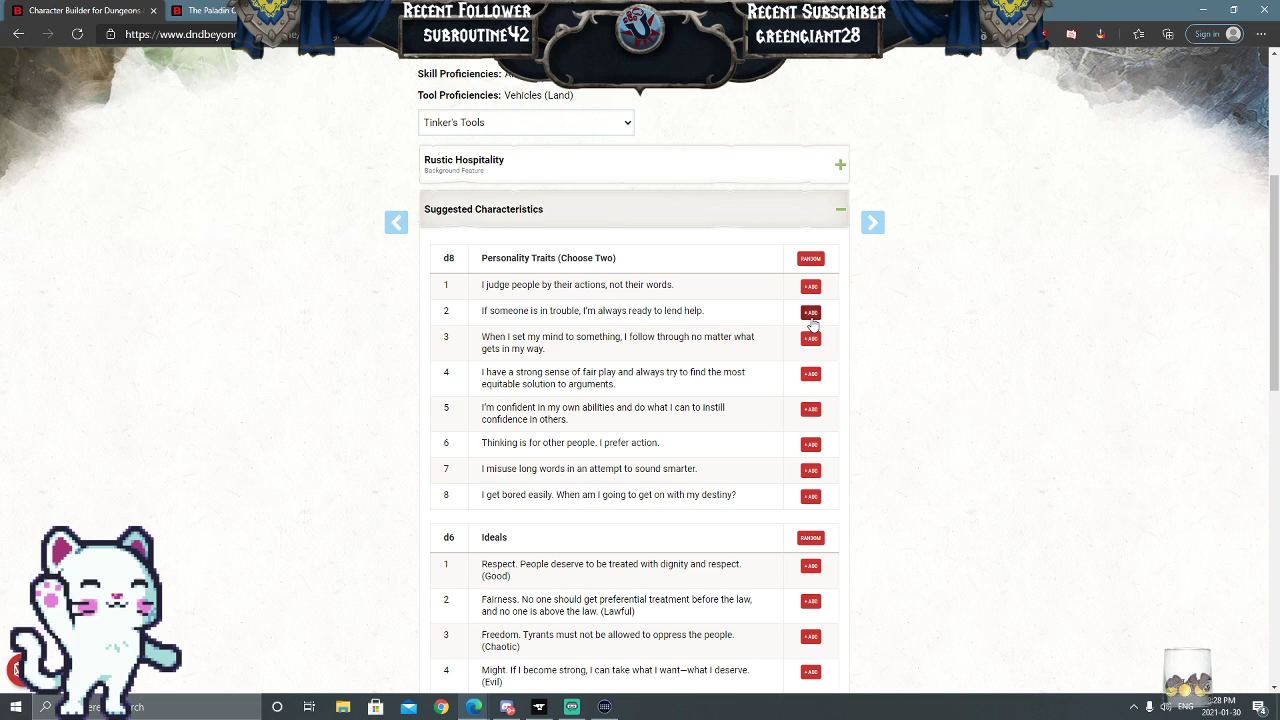 Character Builder for Dungeons
The Paladin C
RECENT FOLLOWER
SUBROUTINE42
RECENT SUBSCRIBER
GREENGIANT28
https://www.dndbeyon
Sign in
Skill Proficiencies:
Tool Proficiencies: Vehicles (Land)
Tinker's Tools
Rustic Hospitality
Background Feature
Suggested Characteristics
d8 Personality Traits (Choose Two) RANDOM
1 I judge people by their actions, not their words. + ADD
2 If someone is in trouble, I'm always ready to lend help. + ADD
3 When I set my mind to something, I follow through no matter what + ADD
gets in my way.
4 I have a strong sense of fair play and always try to find the most + ADD
equitable solution to arguments.
5 I'm confident in my own abilities and do what I can to instill + ADD
confidence in others.
6 Thinking is for other people. I prefer action. + ADD
7 I misuse long words in an attempt to sound smarter. + ADD
8 I get bored easily. When am I going to get on with my destiny? + ADD
d6 Ideals RANDOM
1 Respect. People deserve to be treated with dignity and respect. + ADD
(Good)
2 Fairness. No one should get preferential treatment before the law, + ADD
and no one is above the law. (Lawful)
3 Freedom. Tyrants must not be allowed to oppress the people. + ADD
(Chaotic)
4 Might. If I become strong, I can take what I want—what I deserve. + ADD
(Evil)
ENG
:28 PM
2021-01-30